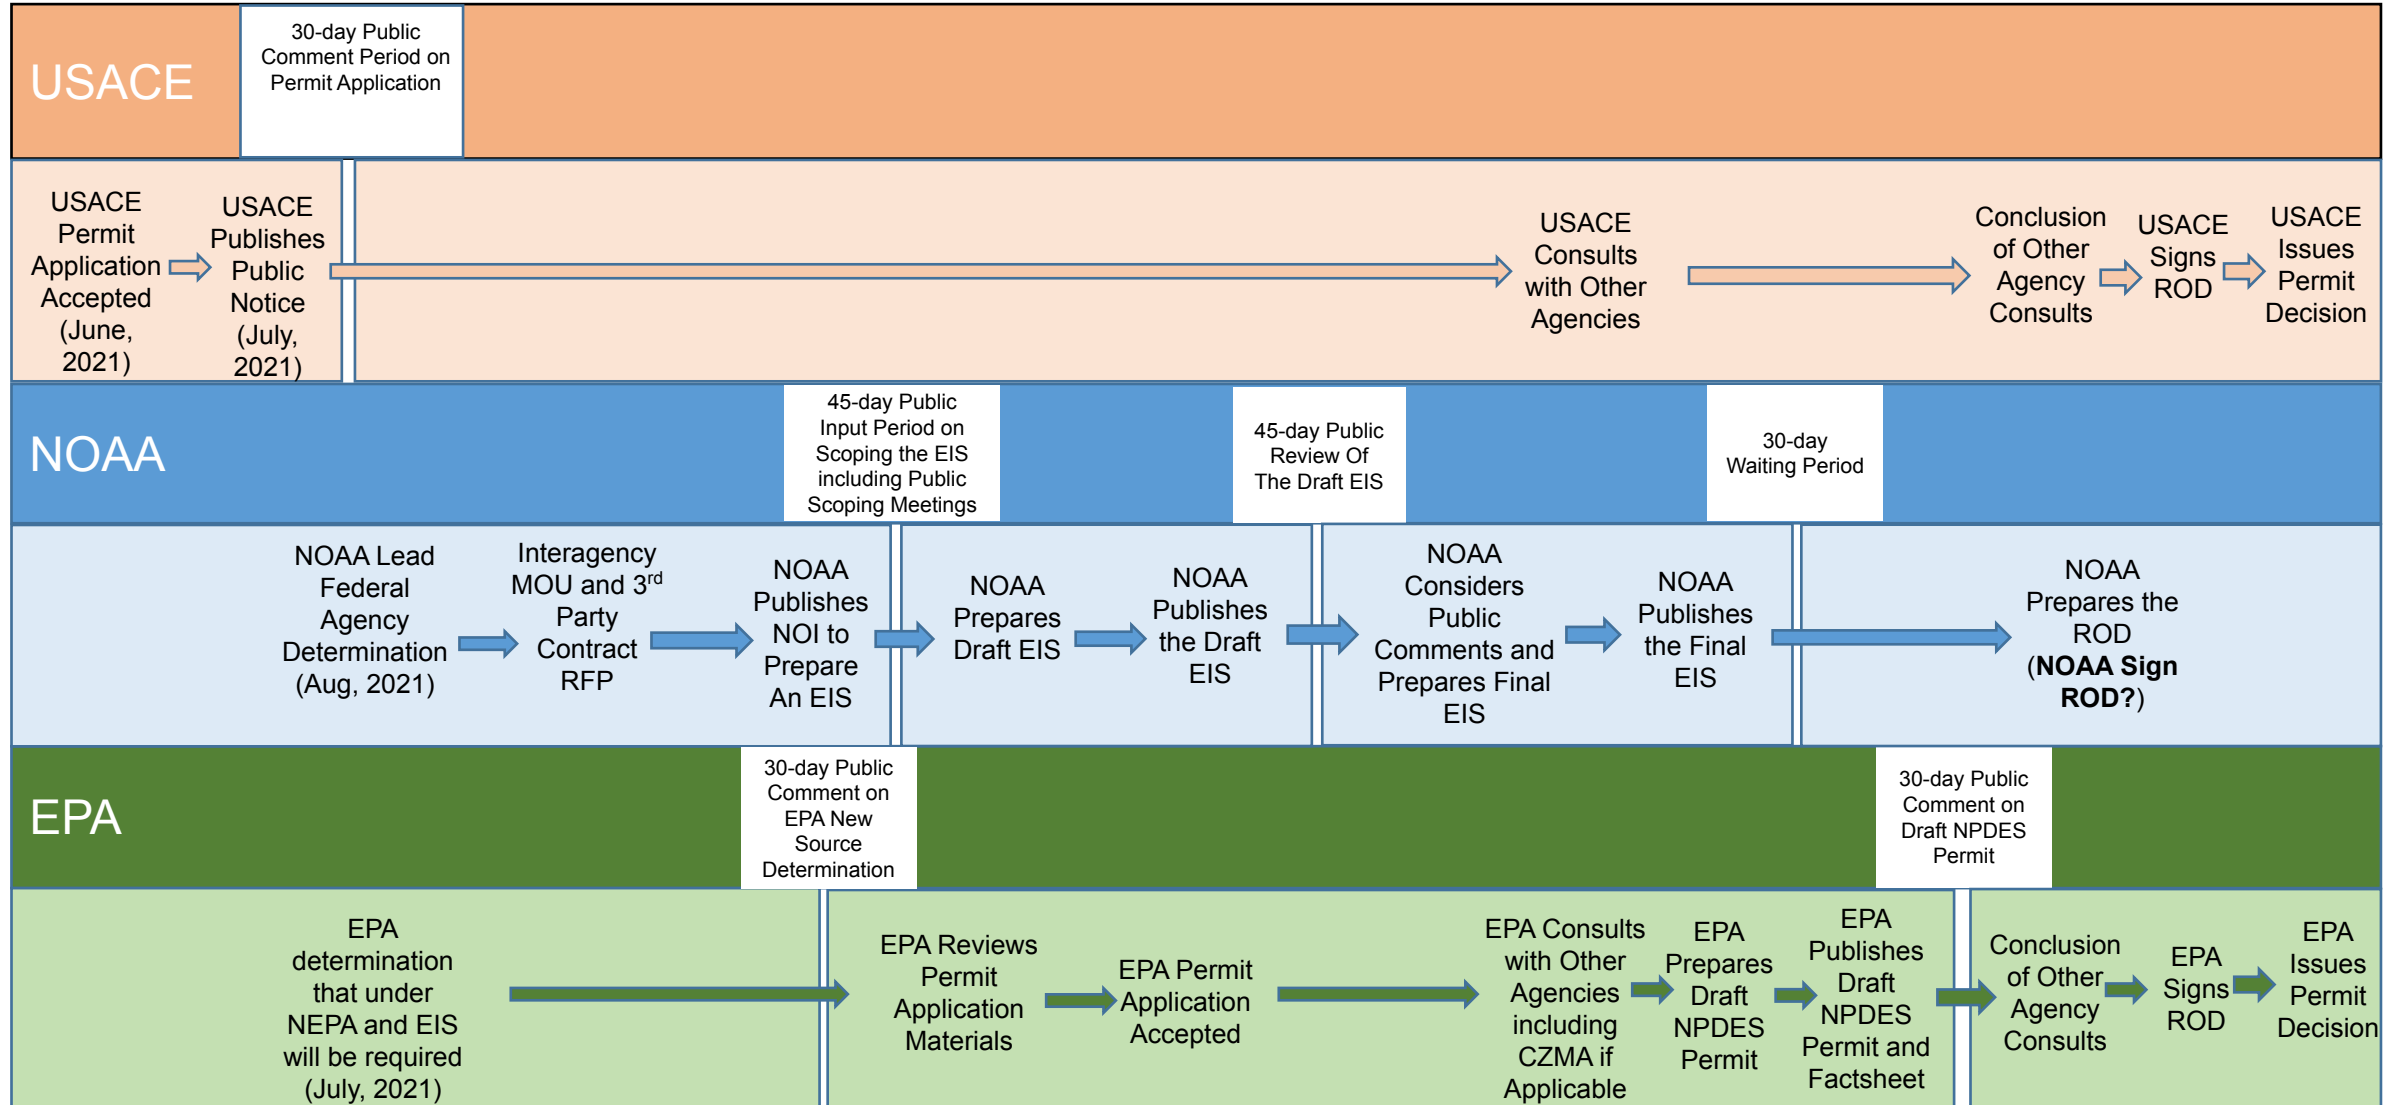 USACE
30-day Public
Comment Period on
Permit Application
USACE
Permit
Application
Accepted
(June,
2021)
USACE
Publishes
Public
Notice
(July,
2021)
USACE
Consults
with Other
Agencies
Conclusion
of Other
Agency
Consults
USACE
Signs
ROD
USACE
Issues
Permit
Decision
NOAA
45-day Public
Input Period on
Scoping the EIS
including Public
Scoping Meetings
45-day Public
Review Of
The Draft EIS
30-day
Waiting Period
NOAA Lead
Federal
Agency
Determination
(Aug, 2021)
Interagency
MOU and 3rd
Party
Contract
RFP
NOAA
Publishes
NOI to
Prepare
An EIS
NOAA
Prepares
Draft EIS
NOAA
Publishes
the Draft
EIS
NOAA
Considers
Public
Comments and
Prepares Final
EIS
NOAA
Publishes
the Final
EIS
NOAA
Prepares the
ROD
(NOAA Sign
ROD?)
EPA
30-day Public
Comment on
EPA New
Source
Determination
30-day Public
Comment on
Draft NPDES
Permit
EPA
determination
that under
NEPA and EIS
will be required
(July, 2021)
EPA Reviews
Permit
Application
Materials
EPA Permit
Application
Accepted
EPA Consults
with Other
Agencies
including
CZMA if
Applicable
EPA
Prepares
Draft
NPDES
Permit
EPA
Publishes
Draft
NPDES
Permit and
Factsheet
Conclusion
of Other
Agency
Consults
EPA
Signs
ROD
EPA
Issues
Permit
Decision